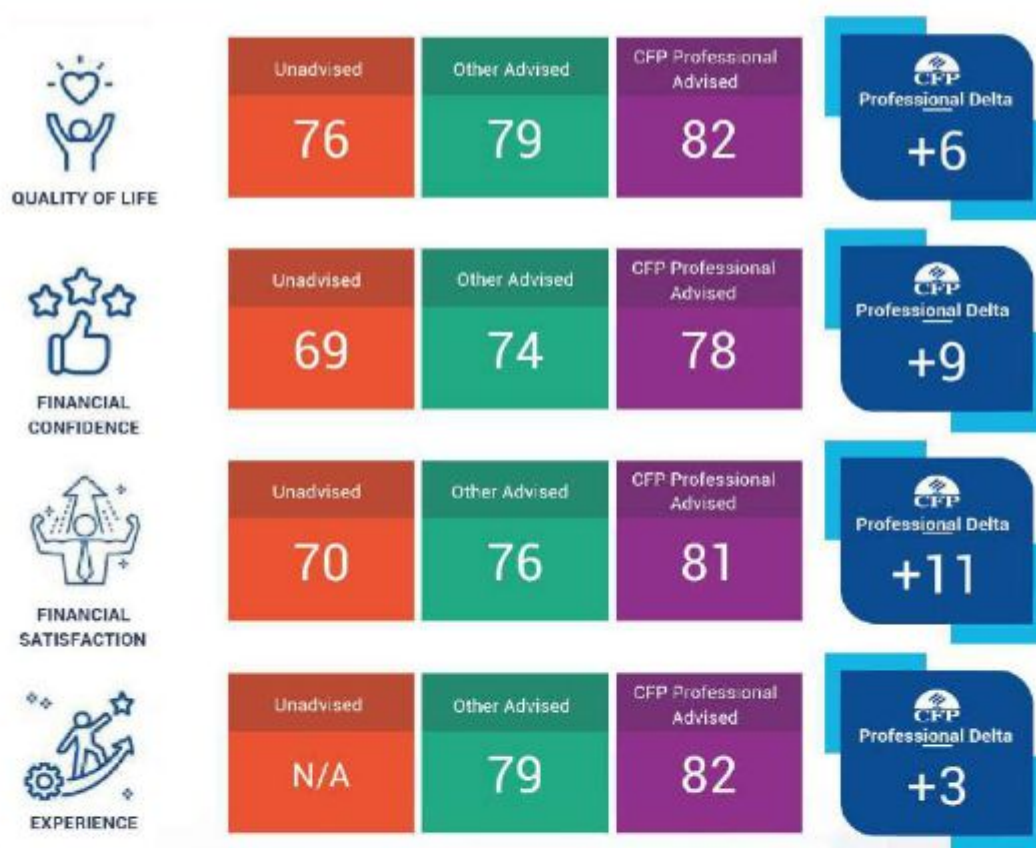 QUALITY OF LIFE
Unadvised
76
Other Advised
79
CFP Professional
Advised
82
CFP
Professional Delta
+6
FINANCIAL
CONFIDENCE
Unadvised
69
Other Advised
74
CFP Professional
Advised
78
CFP
Professional Delta
+9
FINANCIAL
SATISFACTION
Unadvised
70
Other Advised
76
CFP Professional
Advised
81
CFP
Professional Delta
+11
EXPERIENCE
Unadvised
N/A
Other Advised
79
CFP Professional
Advised
82
CFP
Professional Delta
+3